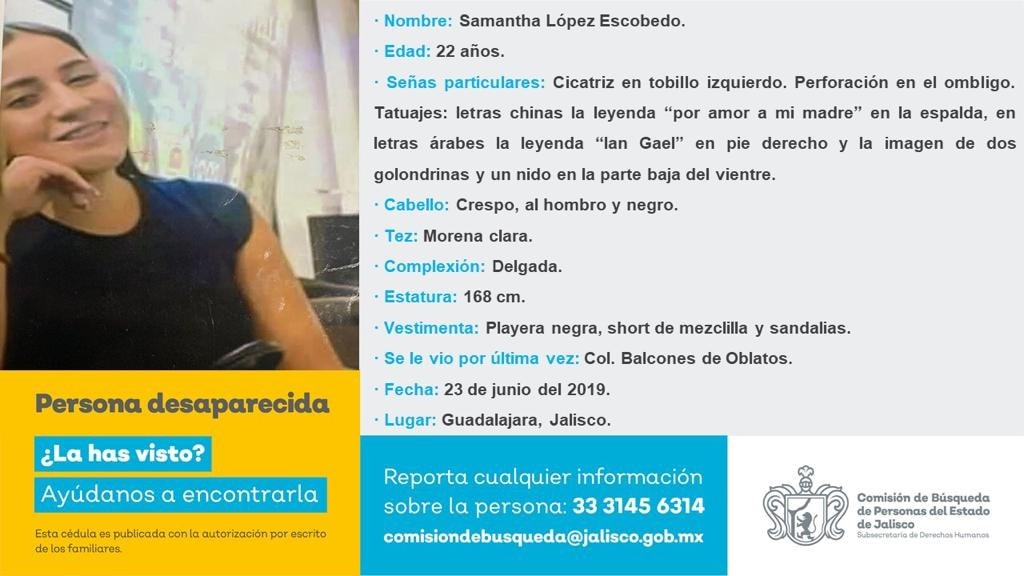 · Nombre: Samantha López Escobedo.
· Edad: 22 años.
· Señas particulares: Cicatriz en tobillo izquierdo. Perforación en el ombligo.
Tatuajes: letras chinas la leyenda “por amor a mi madre” en la espalda, en
letras árabes la leyenda “Ian Gael” en pie derecho y la imagen de dos
golondrinas y un nido en la parte baja del vientre.
· Cabello: Crespo, al hombro y negro.
· Tez: Morena clara.
· Complexión: Delgada.
· Estatura: 168 cm.
· Vestimenta: Playera negra, short de mezclilla y sandalias.
· Se le vio por última vez: Col. Balcones de Oblatos.
· Fecha: 23 de junio del 2019.
· Lugar: Guadalajara, Jalisco.
Persona desaparecida
¿La has visto?
Ayúdanos a encontrarla
Esta cédula es publicada con la autorización por escrito
de los familiares.
Reporta cualquier información
sobre la persona: 33 3145 6314
comisiondebusqueda@jalisco.gob.mx
Comisión de Búsqueda
de Personas del Estado
de Jalisco
Subsecretaría de Derechos Humanos